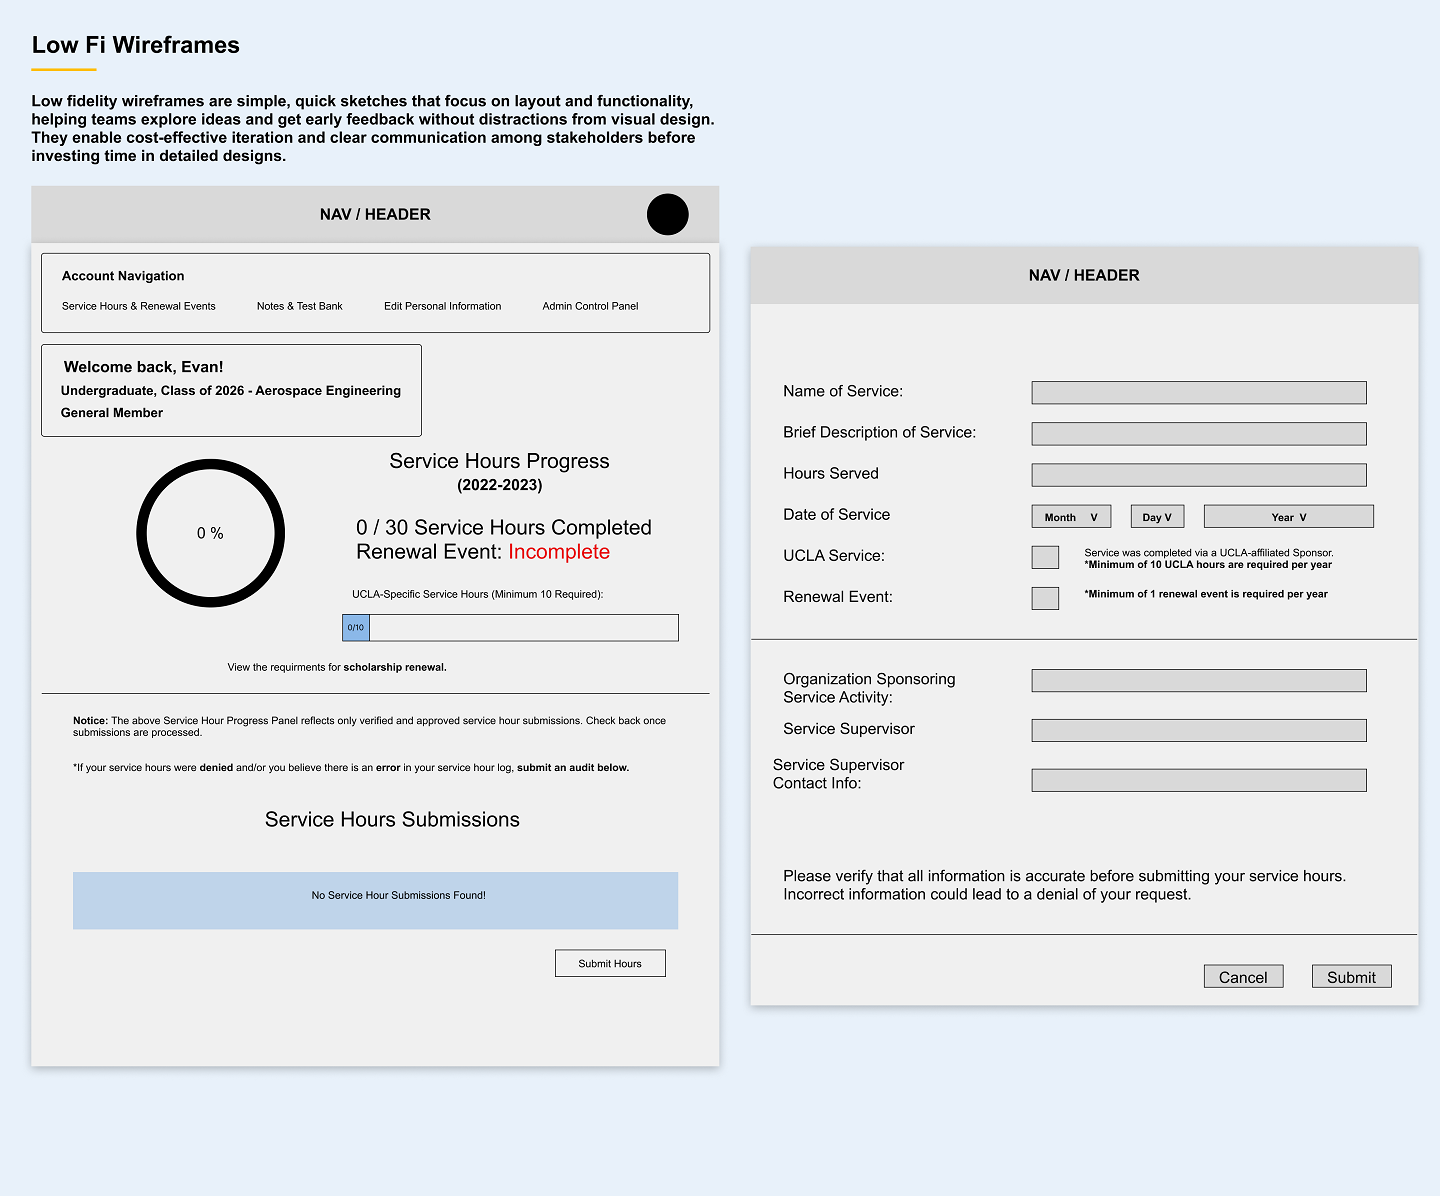 Low Fi Wireframes
Low fidelity wireframes are simple, quick sketches that focus on layout and functionality,
helping teams explore ideas and get early feedback without distractions from visual design.
They enable cost-effective iteration and clear communication among stakeholders before
investing time in detailed designs.
NAV / HEADER
Account Navigation
Service Hours & Renewal Events Notes & Test Bank Edit Personal Information Admin Control Panel
Welcome back, Evan!
Undergraduate, Class of 2026 - Aerospace Engineering
General Member
0 %
Service Hours Progress
(2022-2023)
0 / 30 Service Hours Completed
Renewal Event: Incomplete
UCLA-Specific Service Hours (Minimum 10 Required):
0/10
View the requirments for scholarship renewal.
Notice: The above Service Hour Progress Panel reflects only verified and approved service hour submissions. Check back once
submissions are processed.
*If your service hours were denied and/or you believe there is an error in your service hour log, submit an audit below.
Service Hours Submissions
No Service Hour Submissions Found!
Submit Hours
NAV / HEADER
Name of Service:
Brief Description of Service:
Hours Served
Date of Service Month V Day V Year V
UCLA Service: Service was completed via a UCLA-affiliated Sponsor.
*Minimum of 10 UCLA hours are required per year
Renewal Event: *Minimum of 1 renewal event is required per year
Organization Sponsoring
Service Activity:
Service Supervisor
Service Supervisor
Contact Info:
Please verify that all information is accurate before submitting your service hours.
Incorrect information could lead to a denial of your request.
Cancel Submit